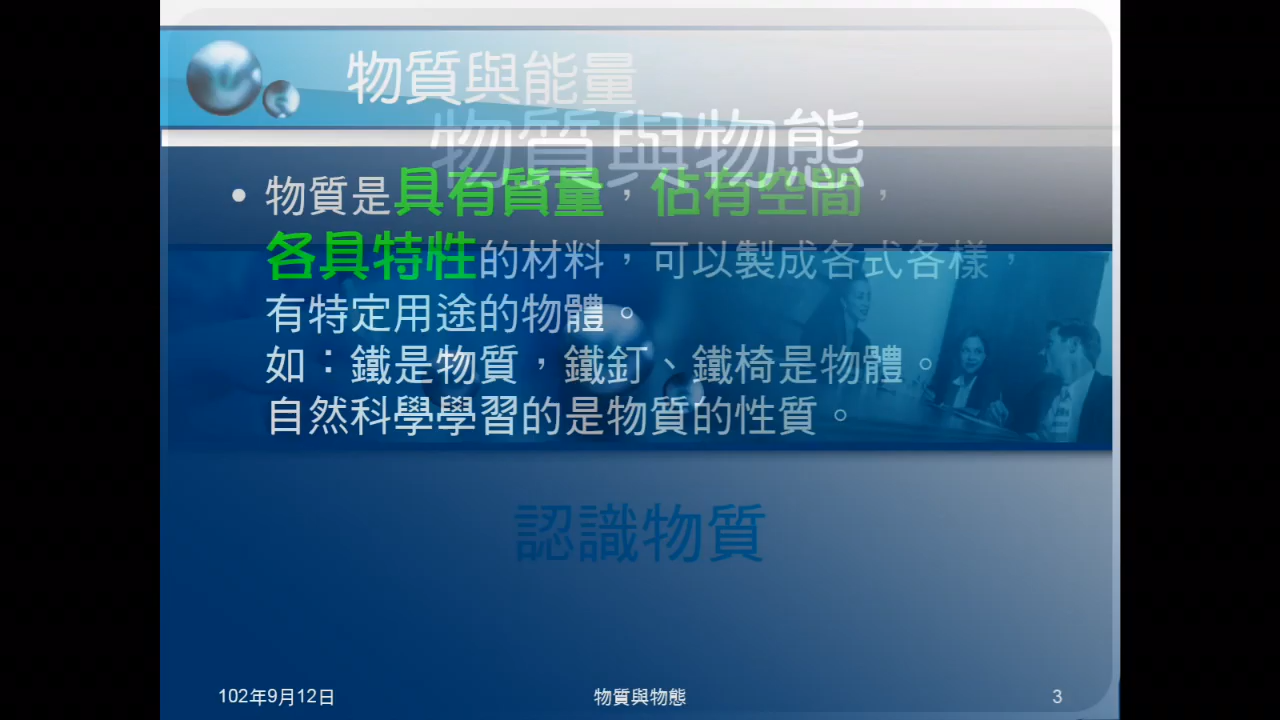 物質與能量
物質與物態
• 物質是具有質量，佔有空間，
各具特性的材料，可以製成各式各樣，
有特定用途的物體。
如：鐵是物質，鐵釘、鐵椅是物體。
自然科學學習的是物質的性質。
認識物質
102年9月12日
物質與物態
3